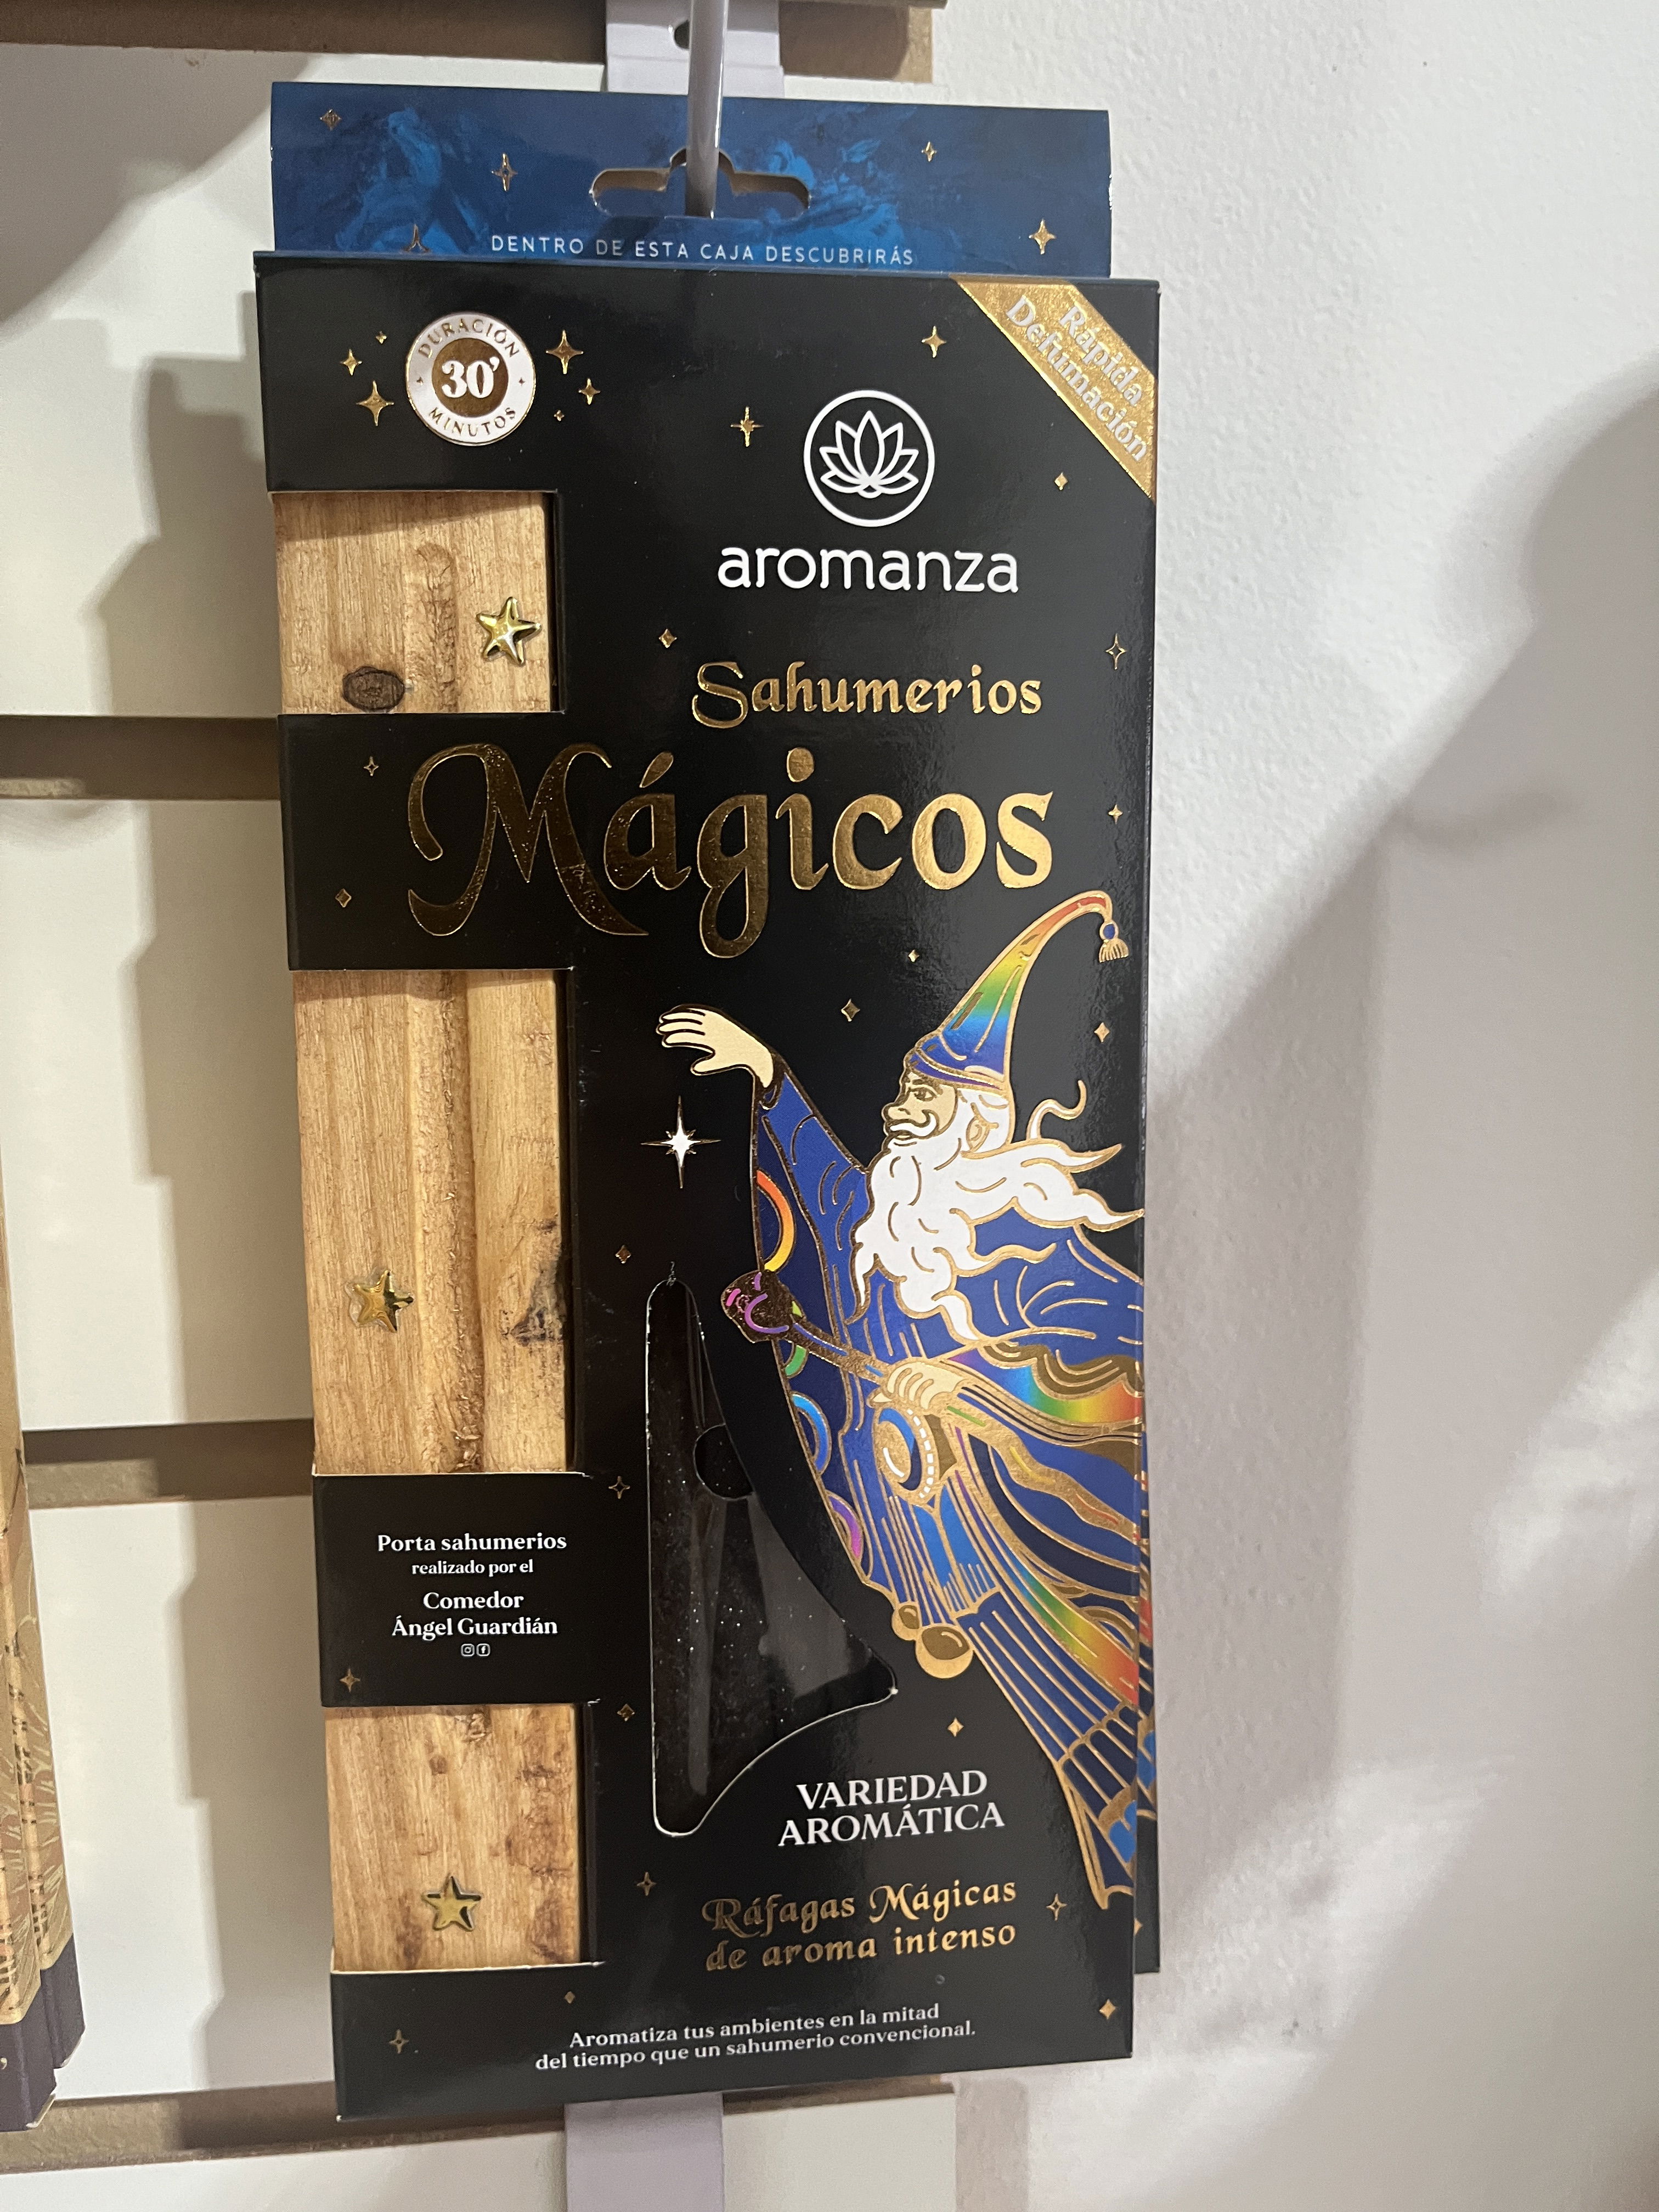 DENTRO DE ESTA CAJA DESCUBRIRÁS
DURACIÓN
30'
MINUTOS
Rápida
Defumación
aromanza
Sahumerios
Mágicos
Porta sahumerios
realizado por el
Comedor
Ángel Guardián
VARIEDAD
AROMÁTICA
Ráfagas Mágicas
de aroma intenso
Aromatiza tus ambientes en la mitad
del tiempo que un sahumerio convencional.